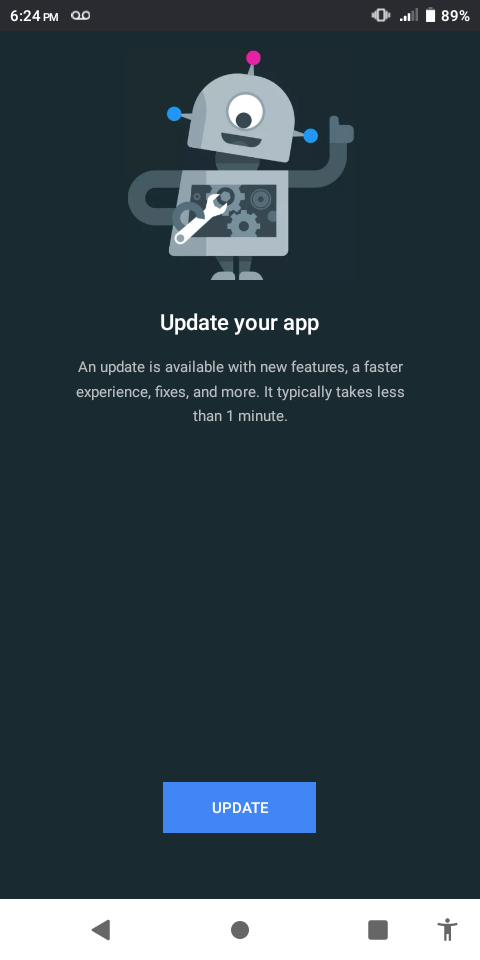 6:24 PM 89%
Update your app
An update is available with new features, a faster
experience, fixes, and more. It typically takes less
than 1 minute.
UPDATE